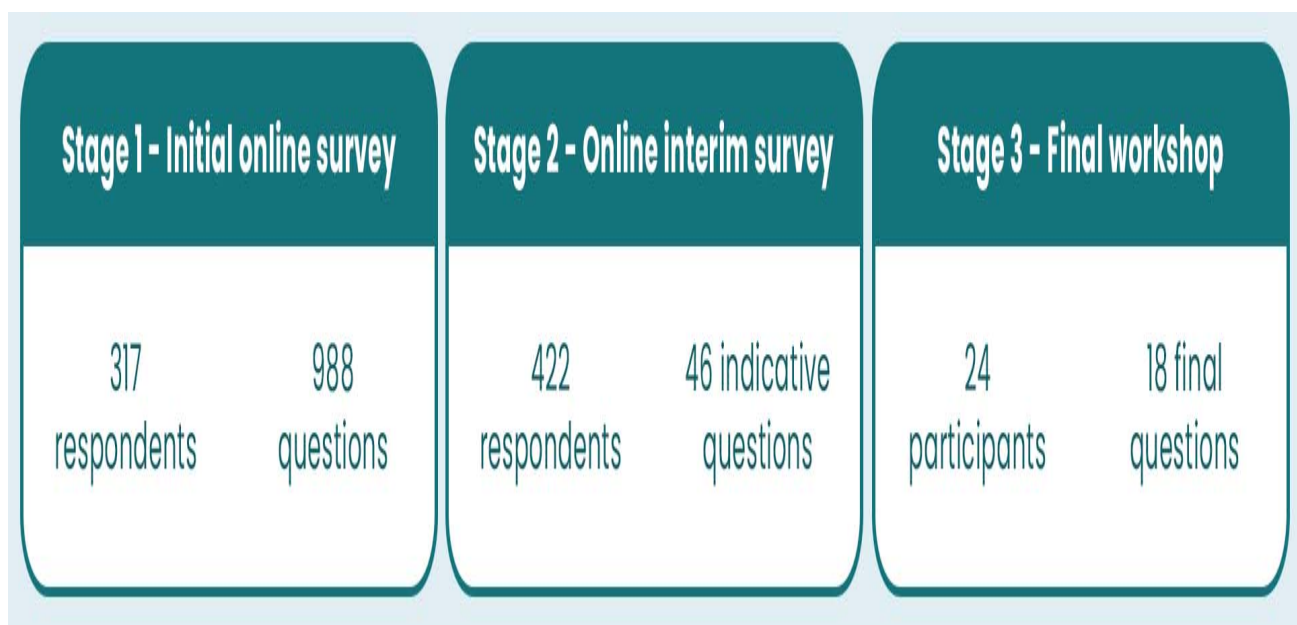 Stage 1 - Initial online survey
317
respondents
988
questions
Stage 2 - Online interim survey
422
respondents
46 indicative
questions
Stage 3 - Final workshop
24
participants
18 final
questions